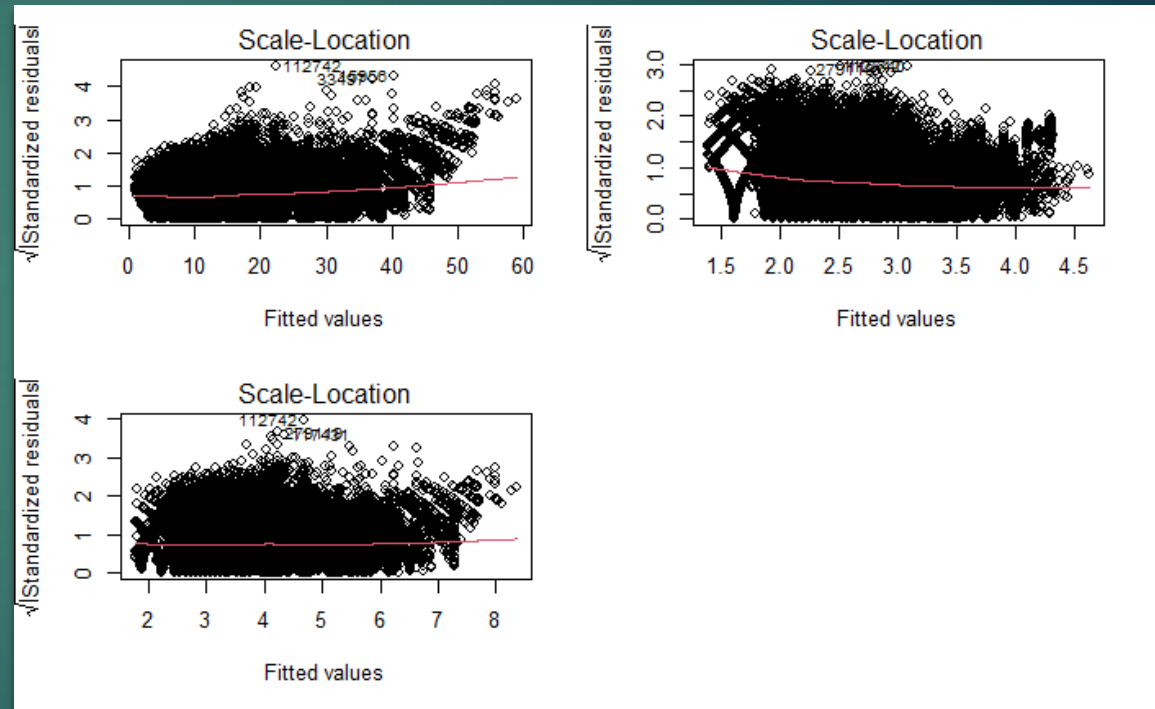 Scale-Location
√|Standardized residuals|
4
3
2
1
0
112742
0 10 20 30 40 50 60
Fitted values
Scale-Location
√|Standardized residuals|
3.0
2.0
1.0
0.0
1.5 2.0 2.5 3.0 3.5 4.0 4.5
Fitted values
Scale-Location
√|Standardized residuals|
4
3
2
1
0
112742
2 3 4 5 6 7 8
Fitted values